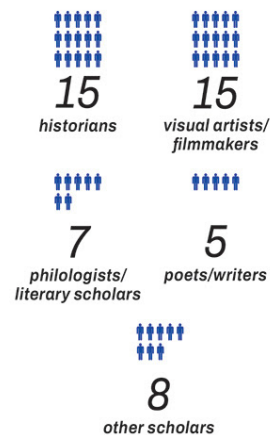 15
historians
15
visual artists/
filmmakers
7
philologists/
literary scholars
5
poets/writers
8
other scholars